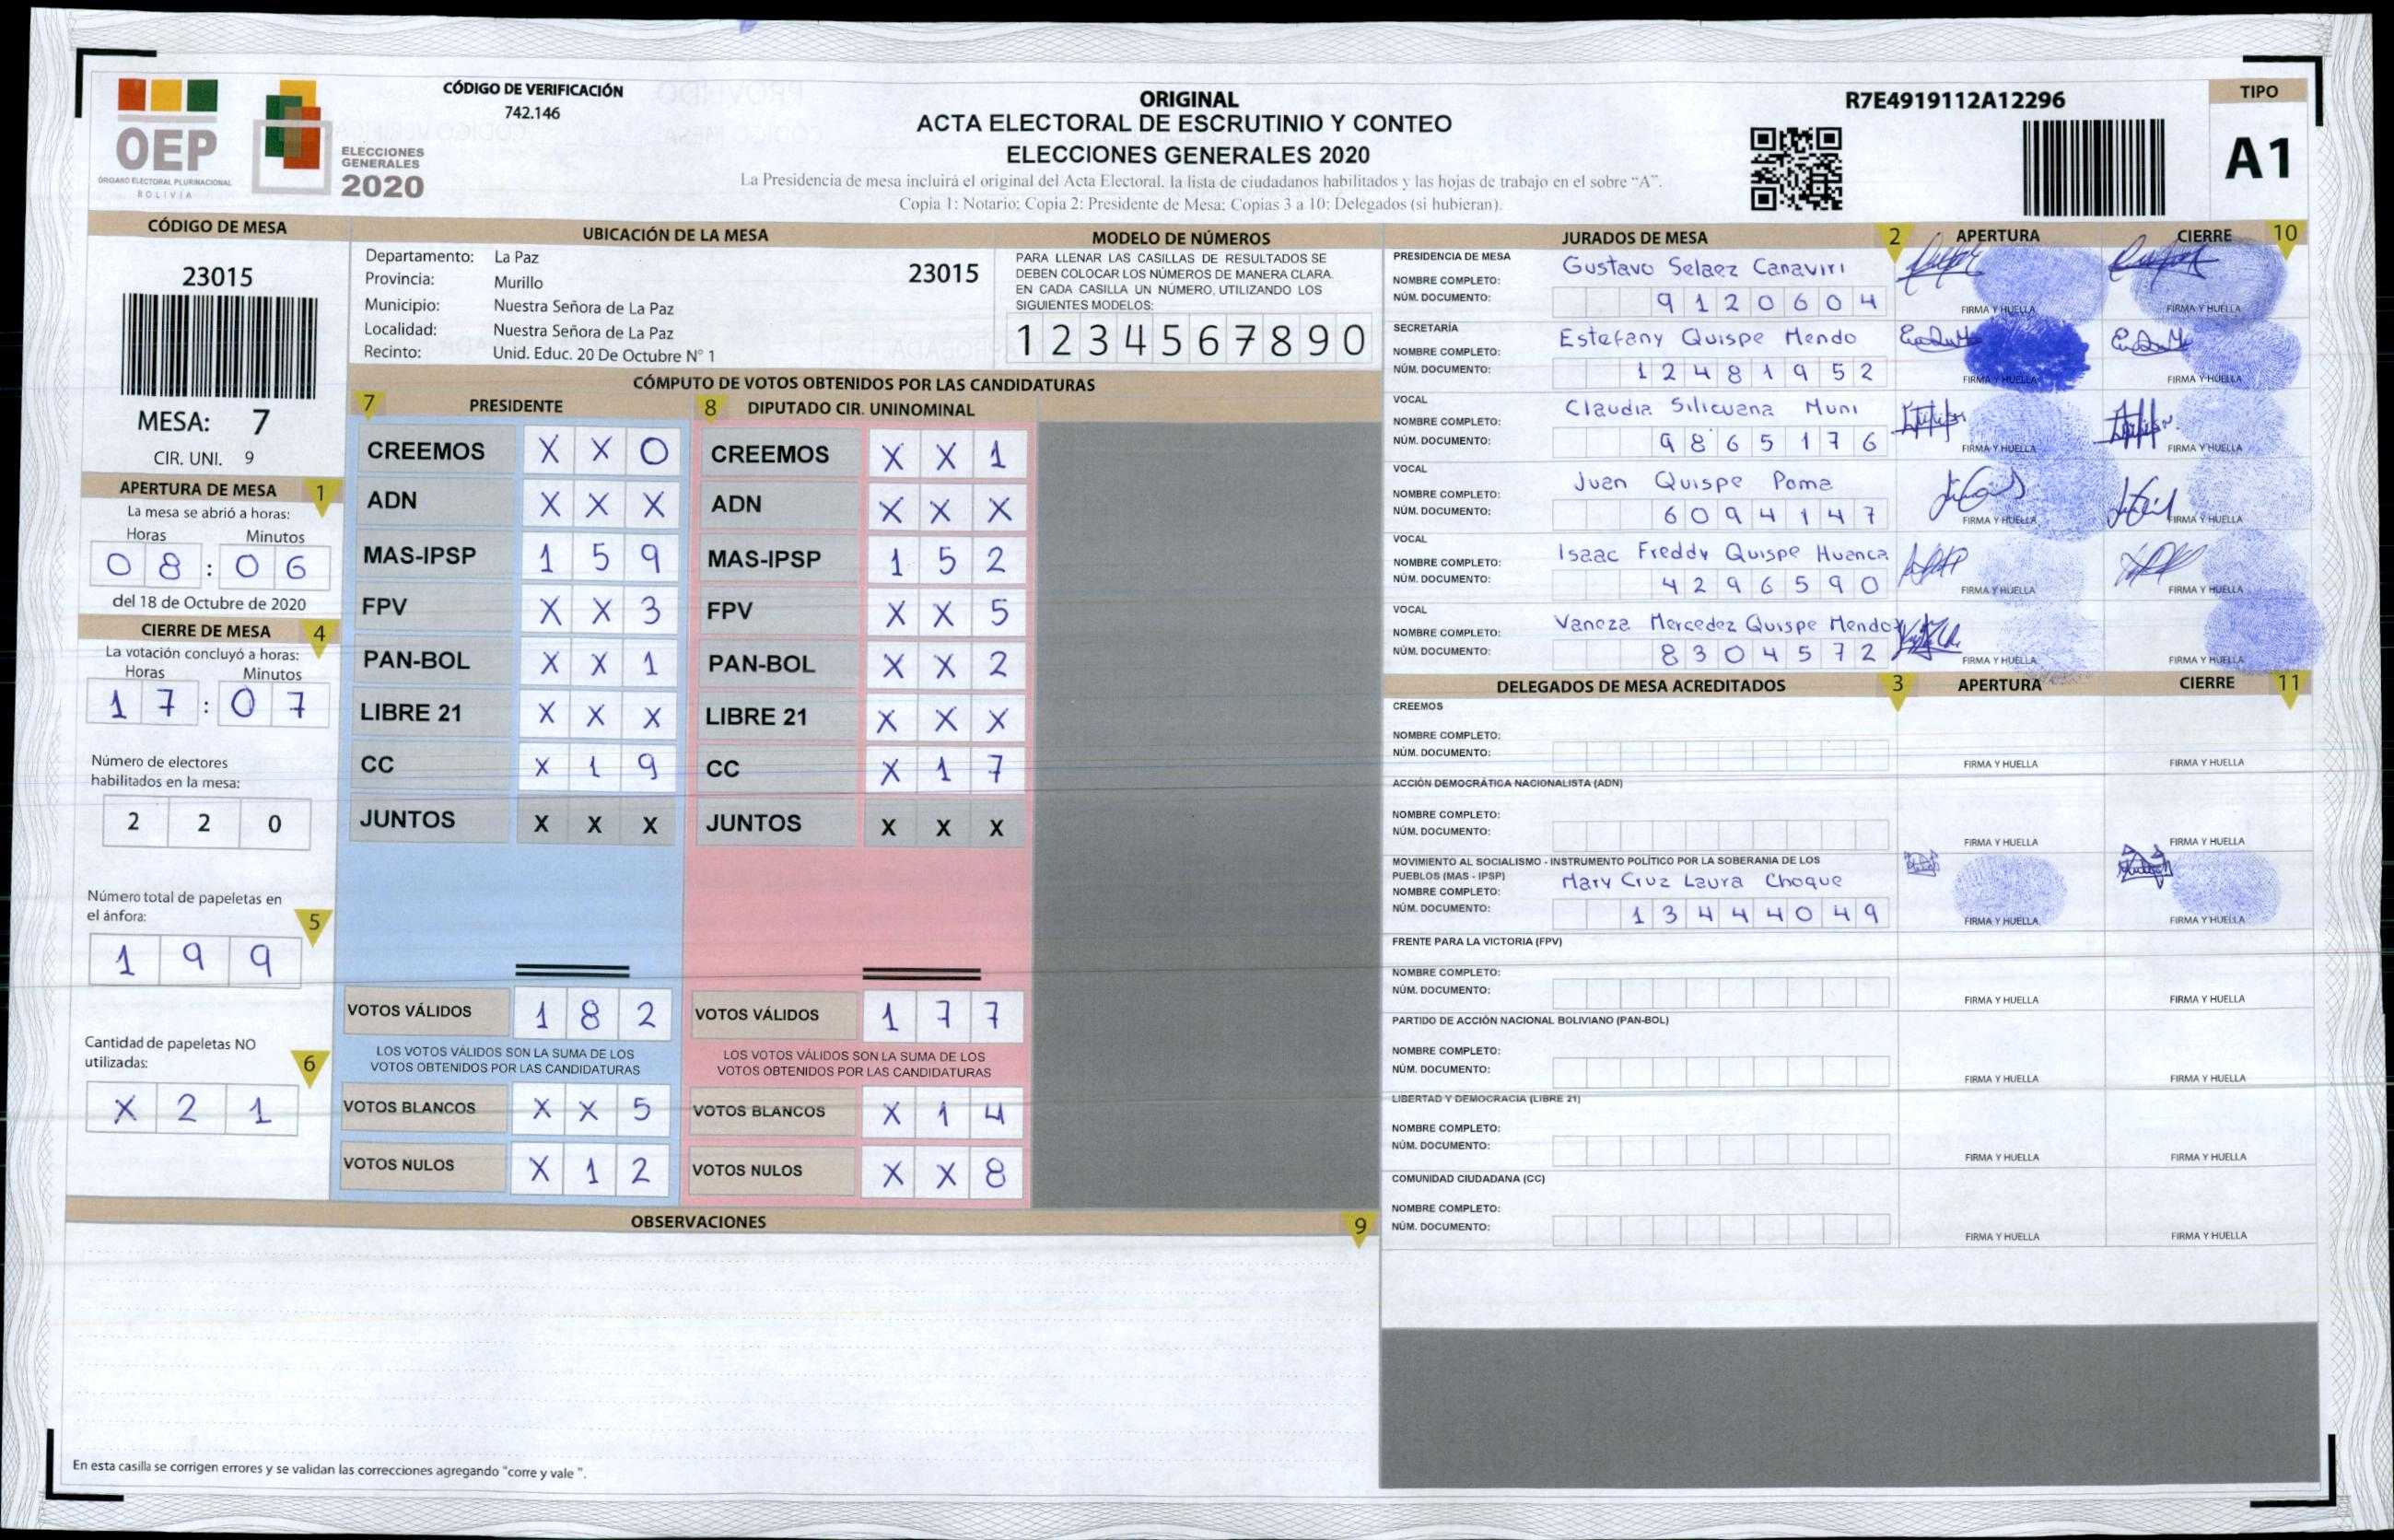 OEP
ÓRGANO ELECTORAL PLURINACIONAL
BOLIVIA
ELECCIONES
GENERALES
2020
CÓDIGO DE VERIFICACIÓN
742.146
ORIGINAL
ACTA ELECTORAL DE ESCRUTINIO Y CONTEO
ELECCIONES GENERALES 2020
La Presidencia de mesa incluirá el original del Acta Electoral, la lista de ciudadanos habilitados y las hojas de trabajo en el sobre “A”.
Copia 1: Notario; Copia 2: Presidente de Mesa; Copias 3 a 10: Delegados (si hubieran).
R7E4919112A12296
TIPO
A1
CÓDIGO DE MESA
23015
MESA: 7
CIR. UNI. 9
APERTURA DE MESA 1
La mesa se abrió a horas:
Horas Minutos
0 8 : 0 6
del 18 de Octubre de 2020
CIERRE DE MESA 4
La votación concluyó a horas:
Horas Minutos
1 7 : 0 7
Número de electores
habilitados en la mesa:
2 2 0
Número total de papeletas en
el ánfora: 5
1 9 9
Cantidad de papeletas NO
utilizadas: 6
X 2 1
UBICACIÓN DE LA MESA
Departamento: La Paz
Provincia: Murillo
Municipio: Nuestra Señora de La Paz
Localidad: Nuestra Señora de La Paz
Recinto: Unid. Educ. 20 De Octubre N° 1
23015
MODELO DE NÚMEROS
PARA LLENAR LAS CASILLAS DE RESULTADOS SE
DEBEN COLOCAR LOS NÚMEROS DE MANERA CLARA.
EN CADA CASILLA UN NÚMERO, UTILIZANDO LOS
SIGUIENTES MODELOS:
1 2 3 4 5 6 7 8 9 0
CÓMPUTO DE VOTOS OBTENIDOS POR LAS CANDIDATURAS
7 PRESIDENTE 8 DIPUTADO CIR. UNINOMINAL
CREEMOS X X 0 CREEMOS X X 1
ADN X X X ADN X X X
MAS-IPSP 1 5 9 MAS-IPSP 1 5 2
FPV X X 3 FPV X X 5
PAN-BOL X X 1 PAN-BOL X X 2
LIBRE 21 X X X LIBRE 21 X X X
CC X 1 9 CC X 1 7
JUNTOS X X X JUNTOS X X X
VOTOS VÁLIDOS 1 8 2 VOTOS VÁLIDOS 1 7 7
LOS VOTOS VÁLIDOS SON LA SUMA DE LOS LOS VOTOS VÁLIDOS SON LA SUMA DE LOS
VOTOS OBTENIDOS POR LAS CANDIDATURAS VOTOS OBTENIDOS POR LAS CANDIDATURAS
VOTOS BLANCOS X X 5 VOTOS BLANCOS X 1 4
VOTOS NULOS X 1 2 VOTOS NULOS X X 8
OBSERVACIONES 9
En esta casilla se corrigen errores y se validan las correcciones agregando "corre y vale ".
JURADOS DE MESA 2 APERTURA CIERRE 10
PRESIDENCIA DE MESA
NOMBRE COMPLETO: Gustavo Selaez Canaviri
NÚM. DOCUMENTO: 9 1 2 0 6 0 4 FIRMA Y HUELLA FIRMA Y HUELLA
SECRETARÍA
NOMBRE COMPLETO: Estefany Quispe Mendo
NÚM. DOCUMENTO: 1 2 4 8 1 9 5 2 FIRMA Y HUELLA FIRMA Y HUELLA
VOCAL
NOMBRE COMPLETO: Claudia Silicuana Muni
NÚM. DOCUMENTO: 9 8 6 5 1 7 6 FIRMA Y HUELLA FIRMA Y HUELLA
VOCAL
NOMBRE COMPLETO: Juan Quispe Poma
NÚM. DOCUMENTO: 6 0 9 4 1 4 7 FIRMA Y HUELLA FIRMA Y HUELLA
VOCAL
NOMBRE COMPLETO: Isaac Freddy Quispe Huanca
NÚM. DOCUMENTO: 4 2 9 6 5 9 0 FIRMA Y HUELLA FIRMA Y HUELLA
VOCAL
NOMBRE COMPLETO: Vaneza Mercedez Quispe Mendoz
NÚM. DOCUMENTO: 8 3 0 4 5 7 2 FIRMA Y HUELLA FIRMA Y HUELLA
DELEGADOS DE MESA ACREDITADOS 3 APERTURA CIERRE 11
CREEMOS
NOMBRE COMPLETO:
NÚM. DOCUMENTO: FIRMA Y HUELLA FIRMA Y HUELLA
ACCIÓN DEMOCRÁTICA NACIONALISTA (ADN)
NOMBRE COMPLETO:
NÚM. DOCUMENTO: FIRMA Y HUELLA FIRMA Y HUELLA
MOVIMIENTO AL SOCIALISMO - INSTRUMENTO POLÍTICO POR LA SOBERANIA DE LOS
PUEBLOS (MAS - IPSP)
NOMBRE COMPLETO: Mary Cruz Laura Choque
NÚM. DOCUMENTO: 1 3 4 4 4 0 4 9 FIRMA Y HUELLA FIRMA Y HUELLA
FRENTE PARA LA VICTORIA (FPV)
NOMBRE COMPLETO:
NÚM. DOCUMENTO: FIRMA Y HUELLA FIRMA Y HUELLA
PARTIDO DE ACCIÓN NACIONAL BOLIVIANO (PAN-BOL)
NOMBRE COMPLETO:
NÚM. DOCUMENTO: FIRMA Y HUELLA FIRMA Y HUELLA
LIBERTAD Y DEMOCRACIA (LIBRE 21)
NOMBRE COMPLETO:
NÚM. DOCUMENTO: FIRMA Y HUELLA FIRMA Y HUELLA
COMUNIDAD CIUDADANA (CC)
NOMBRE COMPLETO:
NÚM. DOCUMENTO: FIRMA Y HUELLA FIRMA Y HUELLA